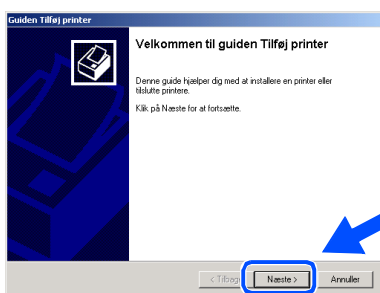 Guiden Tilføj printer
Velkommen til guiden Tilføj printer
Denne guide hjælper dig med at installere en printer eller
tilslutte printere.
Klik på Næste for at fortsætte.
< Tilbage Næste > Annuller